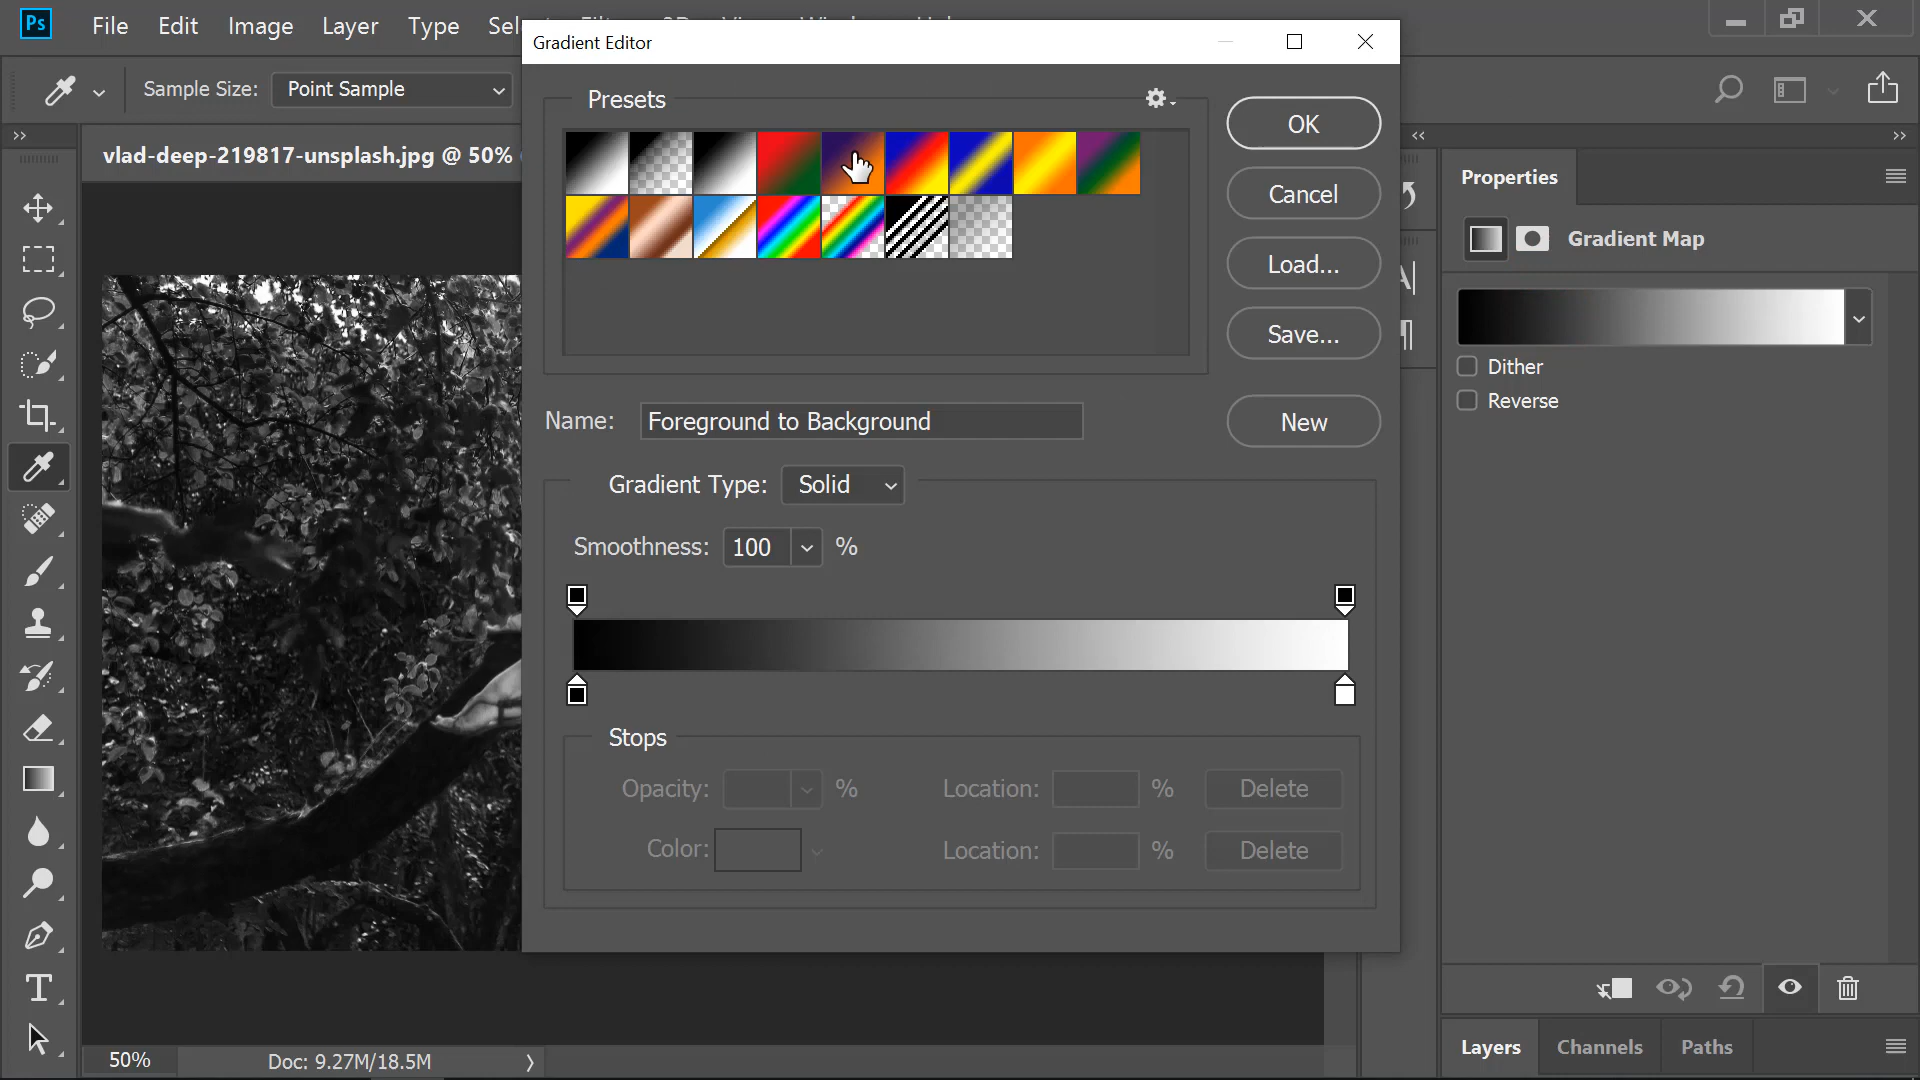 Ps File Edit Image Layer Type
Gradient Editor
Sample Size: Point Sample
Presets
OK
vlad-deep-219817-unsplash.jpg @ 50%
Cancel
Properties
Gradient Map
Load...
Save...
Dither
Reverse
Name: Foreground to Background
New
Gradient Type: Solid
Smoothness: 100 %
Stops
Opacity: % Location: % Delete
Color: Location: % Delete
50% Doc: 9.27M/18.5M
Layers Channels Paths